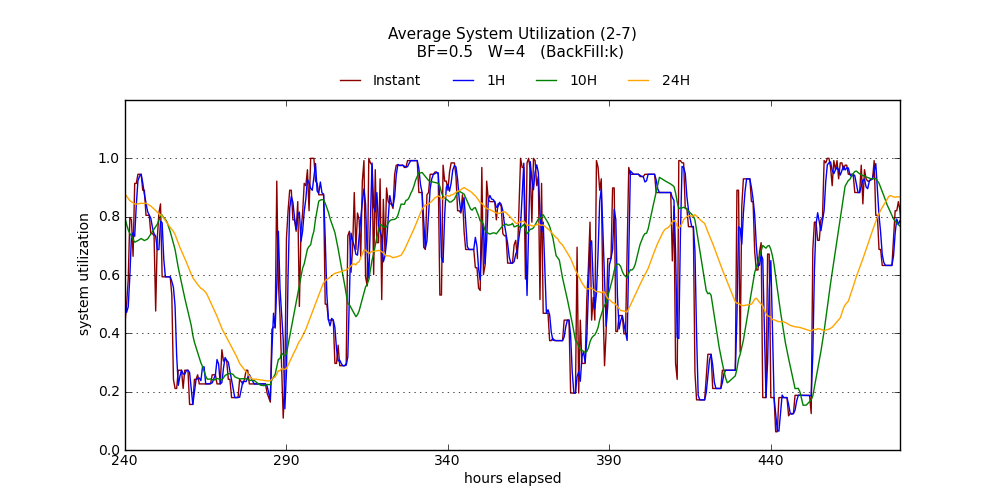 Average System Utilization (2-7)
BF=0.5   W=4   (BackFill:k)
Instant 1H 10H 24H
1.0
0.8
0.6
0.4
0.2
0.0
system utilization
240 290 340 390 440
hours elapsed